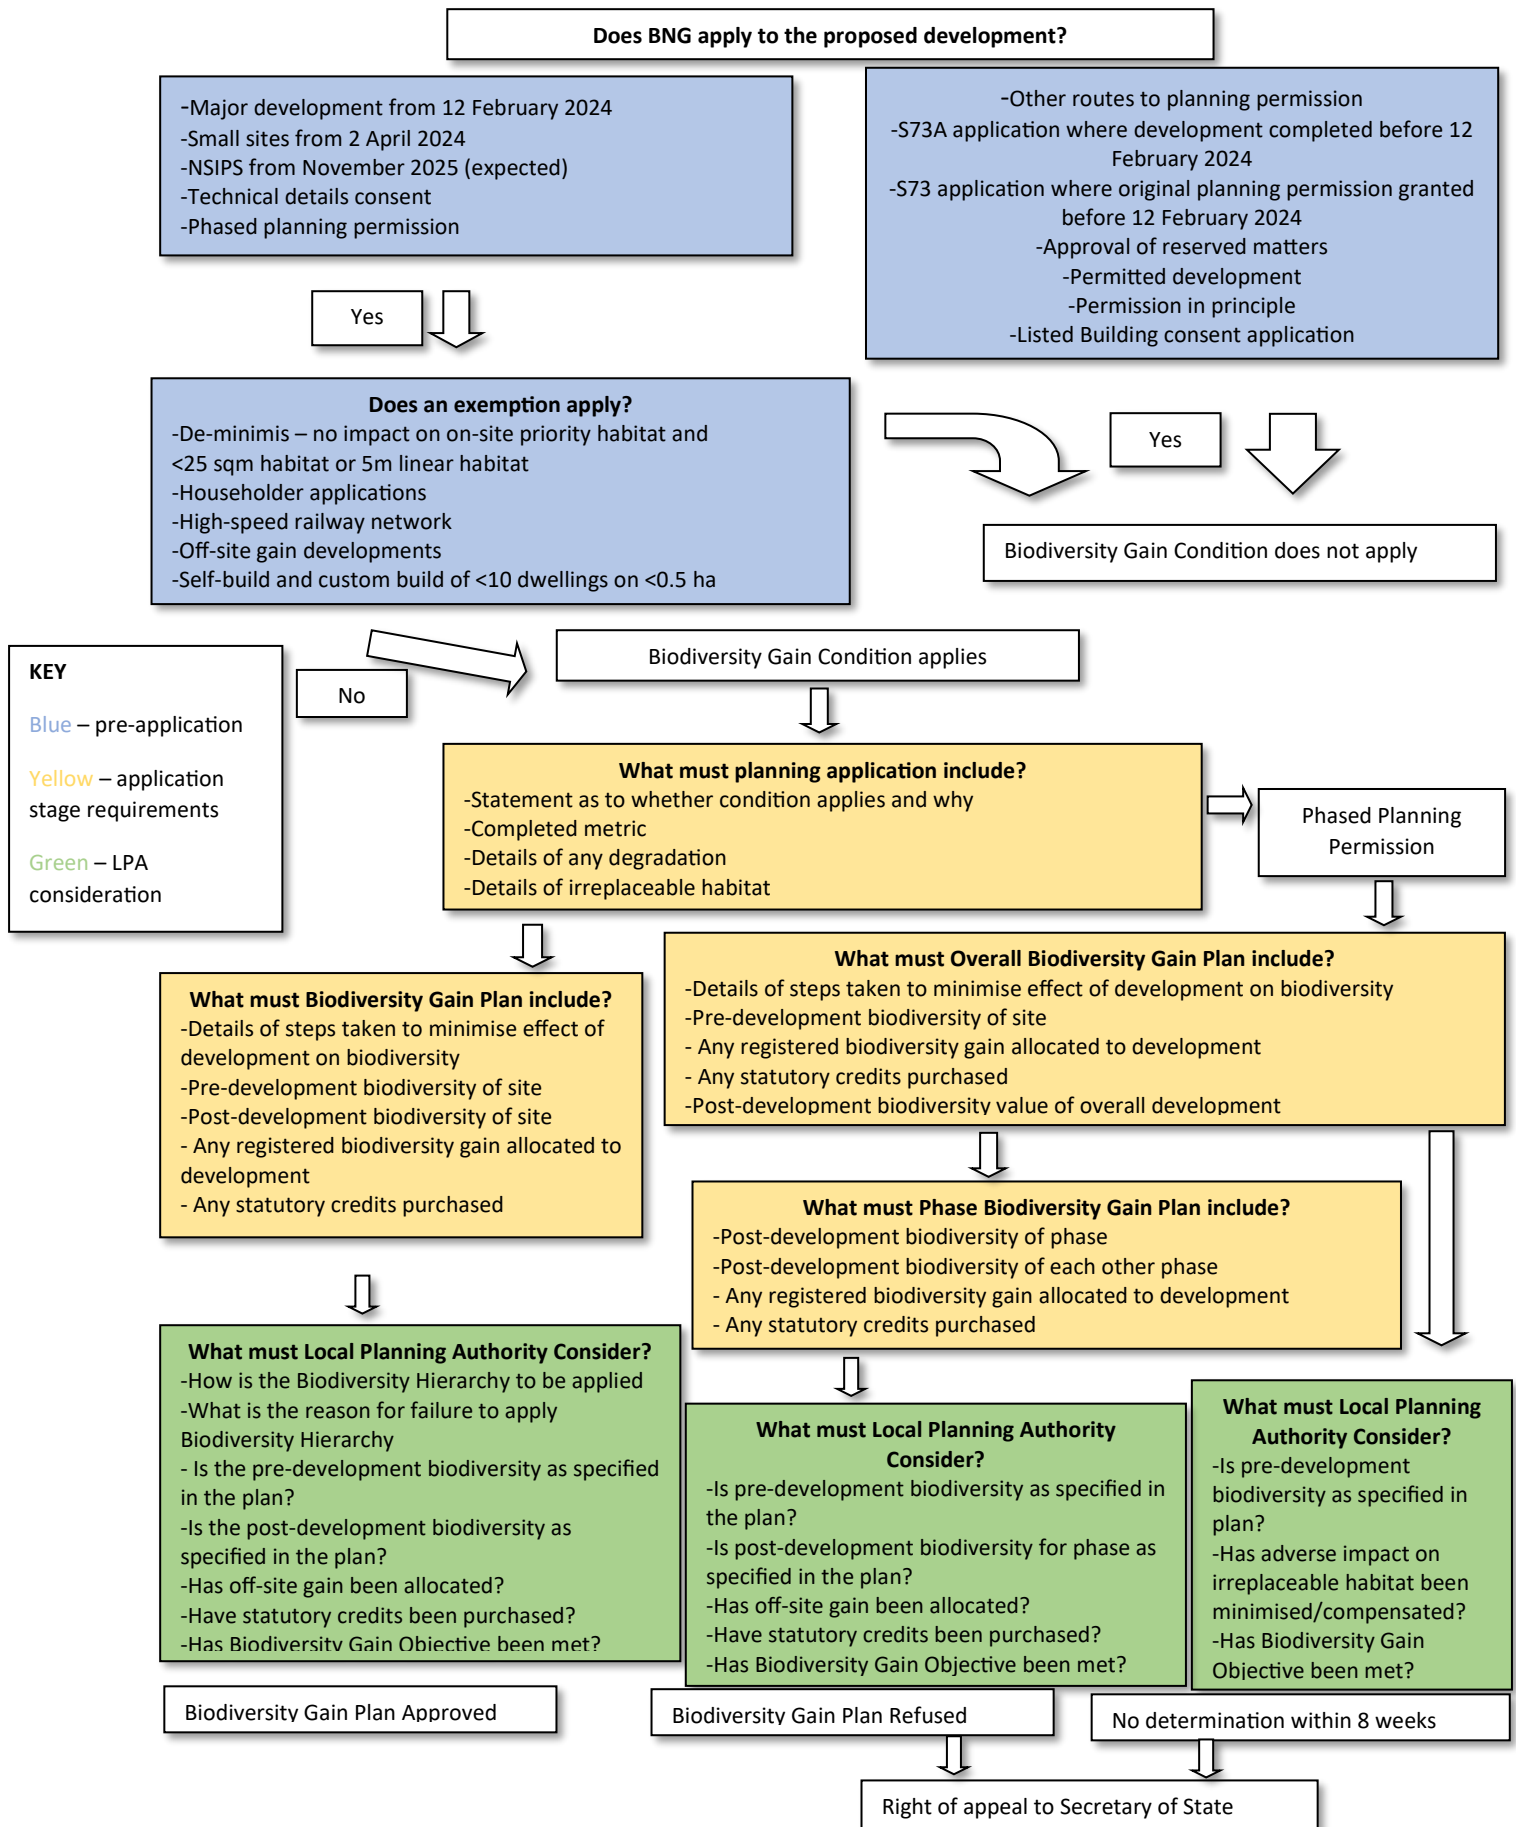 Does BNG apply to the proposed development?
-Major development from 12 February 2024
-Small sites from 2 April 2024
-NSIPS from November 2025 (expected)
-Technical details consent
-Phased planning permission
-Other routes to planning permission
-S73A application where development completed before 12
February 2024
-S73 application where original planning permission granted
before 12 February 2024
-Approval of reserved matters
-Permitted development
-Permission in principle
-Listed Building consent application
Yes
Does an exemption apply?
-De-minimis – no impact on on-site priority habitat and
<25 sqm habitat or 5m linear habitat
-Householder applications
-High-speed railway network
-Off-site gain developments
-Self-build and custom build of <10 dwellings on <0.5 ha
Yes
Biodiversity Gain Condition does not apply
KEY
Blue – pre-application
Yellow – application
stage requirements
Green – LPA
consideration
No
Biodiversity Gain Condition applies
What must planning application include?
-Statement as to whether condition applies and why
-Completed metric
-Details of any degradation
-Details of irreplaceable habitat
Phased Planning
Permission
What must Biodiversity Gain Plan include?
-Details of steps taken to minimise effect of
development on biodiversity
-Pre-development biodiversity of site
-Post-development biodiversity of site
- Any registered biodiversity gain allocated to
development
- Any statutory credits purchased
What must Overall Biodiversity Gain Plan include?
-Details of steps taken to minimise effect of development on biodiversity
-Pre-development biodiversity of site
- Any registered biodiversity gain allocated to development
- Any statutory credits purchased
-Post-development biodiversity value of overall development
What must Phase Biodiversity Gain Plan include?
-Post-development biodiversity of phase
-Post-development biodiversity of each other phase
- Any registered biodiversity gain allocated to development
- Any statutory credits purchased
What must Local Planning Authority Consider?
-How is the Biodiversity Hierarchy to be applied
-What is the reason for failure to apply
Biodiversity Hierarchy
- Is the pre-development biodiversity as specified
in the plan?
-Is the post-development biodiversity as
specified in the plan?
-Has off-site gain been allocated?
-Have statutory credits been purchased?
-Has Biodiversity Gain Objective been met?
What must Local Planning Authority
Consider?
-Is pre-development biodiversity as specified in
the plan?
-Is post-development biodiversity for phase as
specified in the plan?
-Has off-site gain been allocated?
-Have statutory credits been purchased?
-Has Biodiversity Gain Objective been met?
What must Local Planning
Authority Consider?
-Is pre-development
biodiversity as specified in
plan?
-Has adverse impact on
irreplaceable habitat been
minimised/compensated?
-Has Biodiversity Gain
Objective been met?
Biodiversity Gain Plan Approved
Biodiversity Gain Plan Refused
No determination within 8 weeks
Right of appeal to Secretary of State